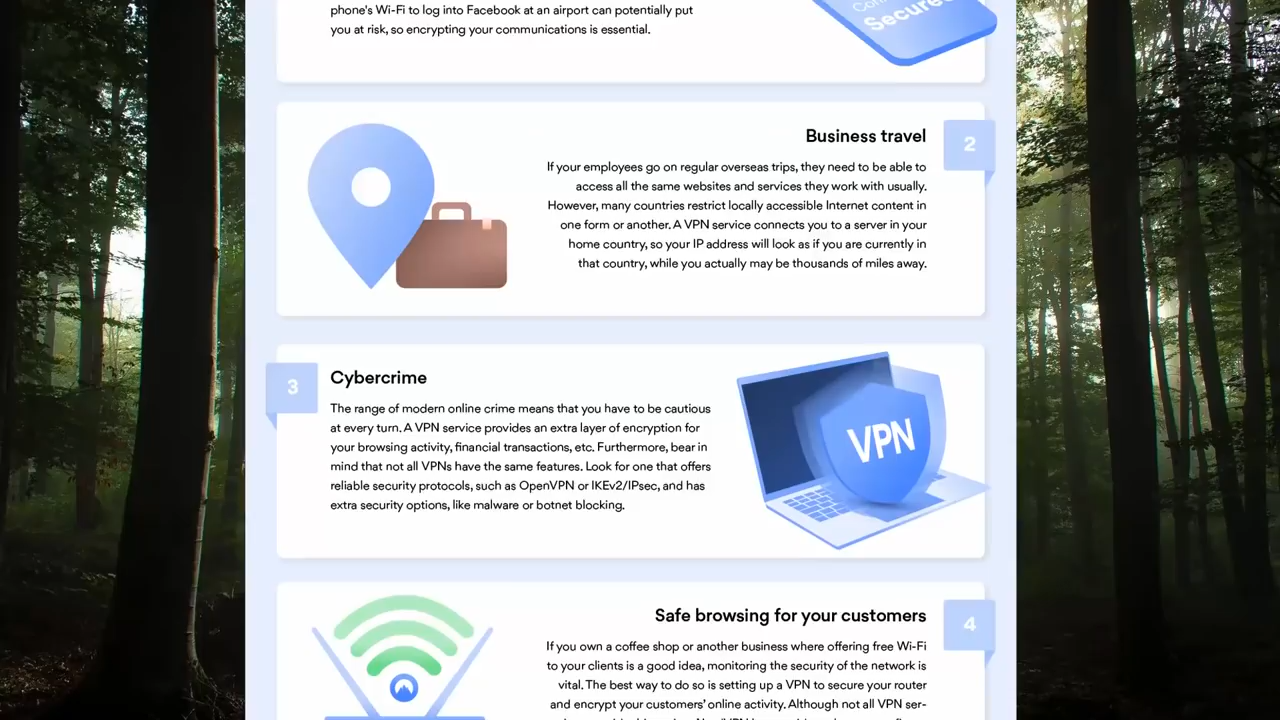 phone's Wi-Fi to log into Facebook at an airport can potentially put
you at risk, so encrypting your communications is essential.
Secured
Business travel
2
If your employees go on regular overseas trips, they need to be able to
access all the same websites and services they work with usually.
However, many countries restrict locally accessible Internet content in
one form or another. A VPN service connects you to a server in your
home country, so your IP address will look as if you are currently in
that country, while you actually may be thousands of miles away.
3
Cybercrime
The range of modern online crime means that you have to be cautious
at every turn. A VPN service provides an extra layer of encryption for
your browsing activity, financial transactions, etc. Furthermore, bear in
mind that not all VPNs have the same features. Look for one that offers
reliable security protocols, such as OpenVPN or IKEv2/IPsec, and has
extra security options, like malware or botnet blocking.
VPN
Safe browsing for your customers
4
If you own a coffee shop or another business where offering free Wi-Fi
to your clients is a good idea, monitoring the security of the network is
vital. The best way to do so is setting up a VPN to secure your router
and encrypt your customers' online activity. Although not all VPN ser-